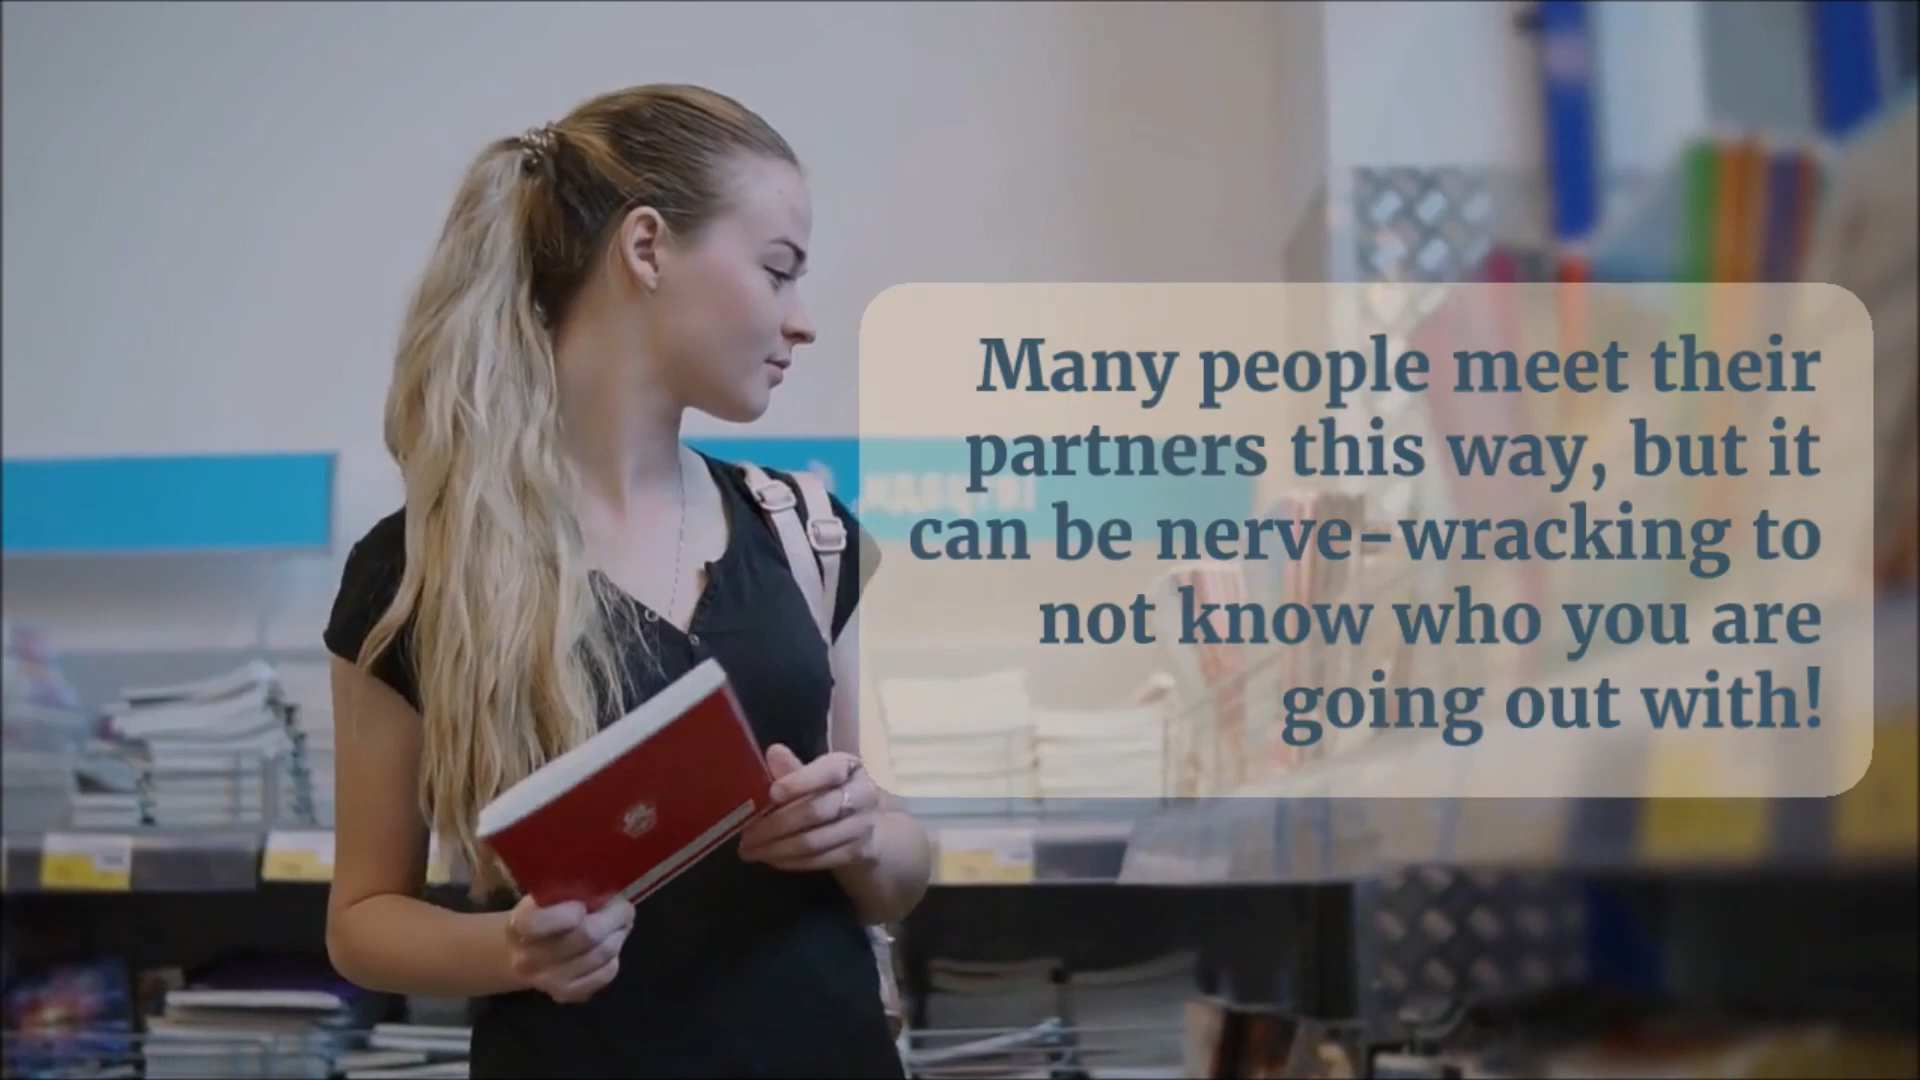 Many people meet their
partners this way, but it
can be nerve-wracking to
not know who you are
going out with!